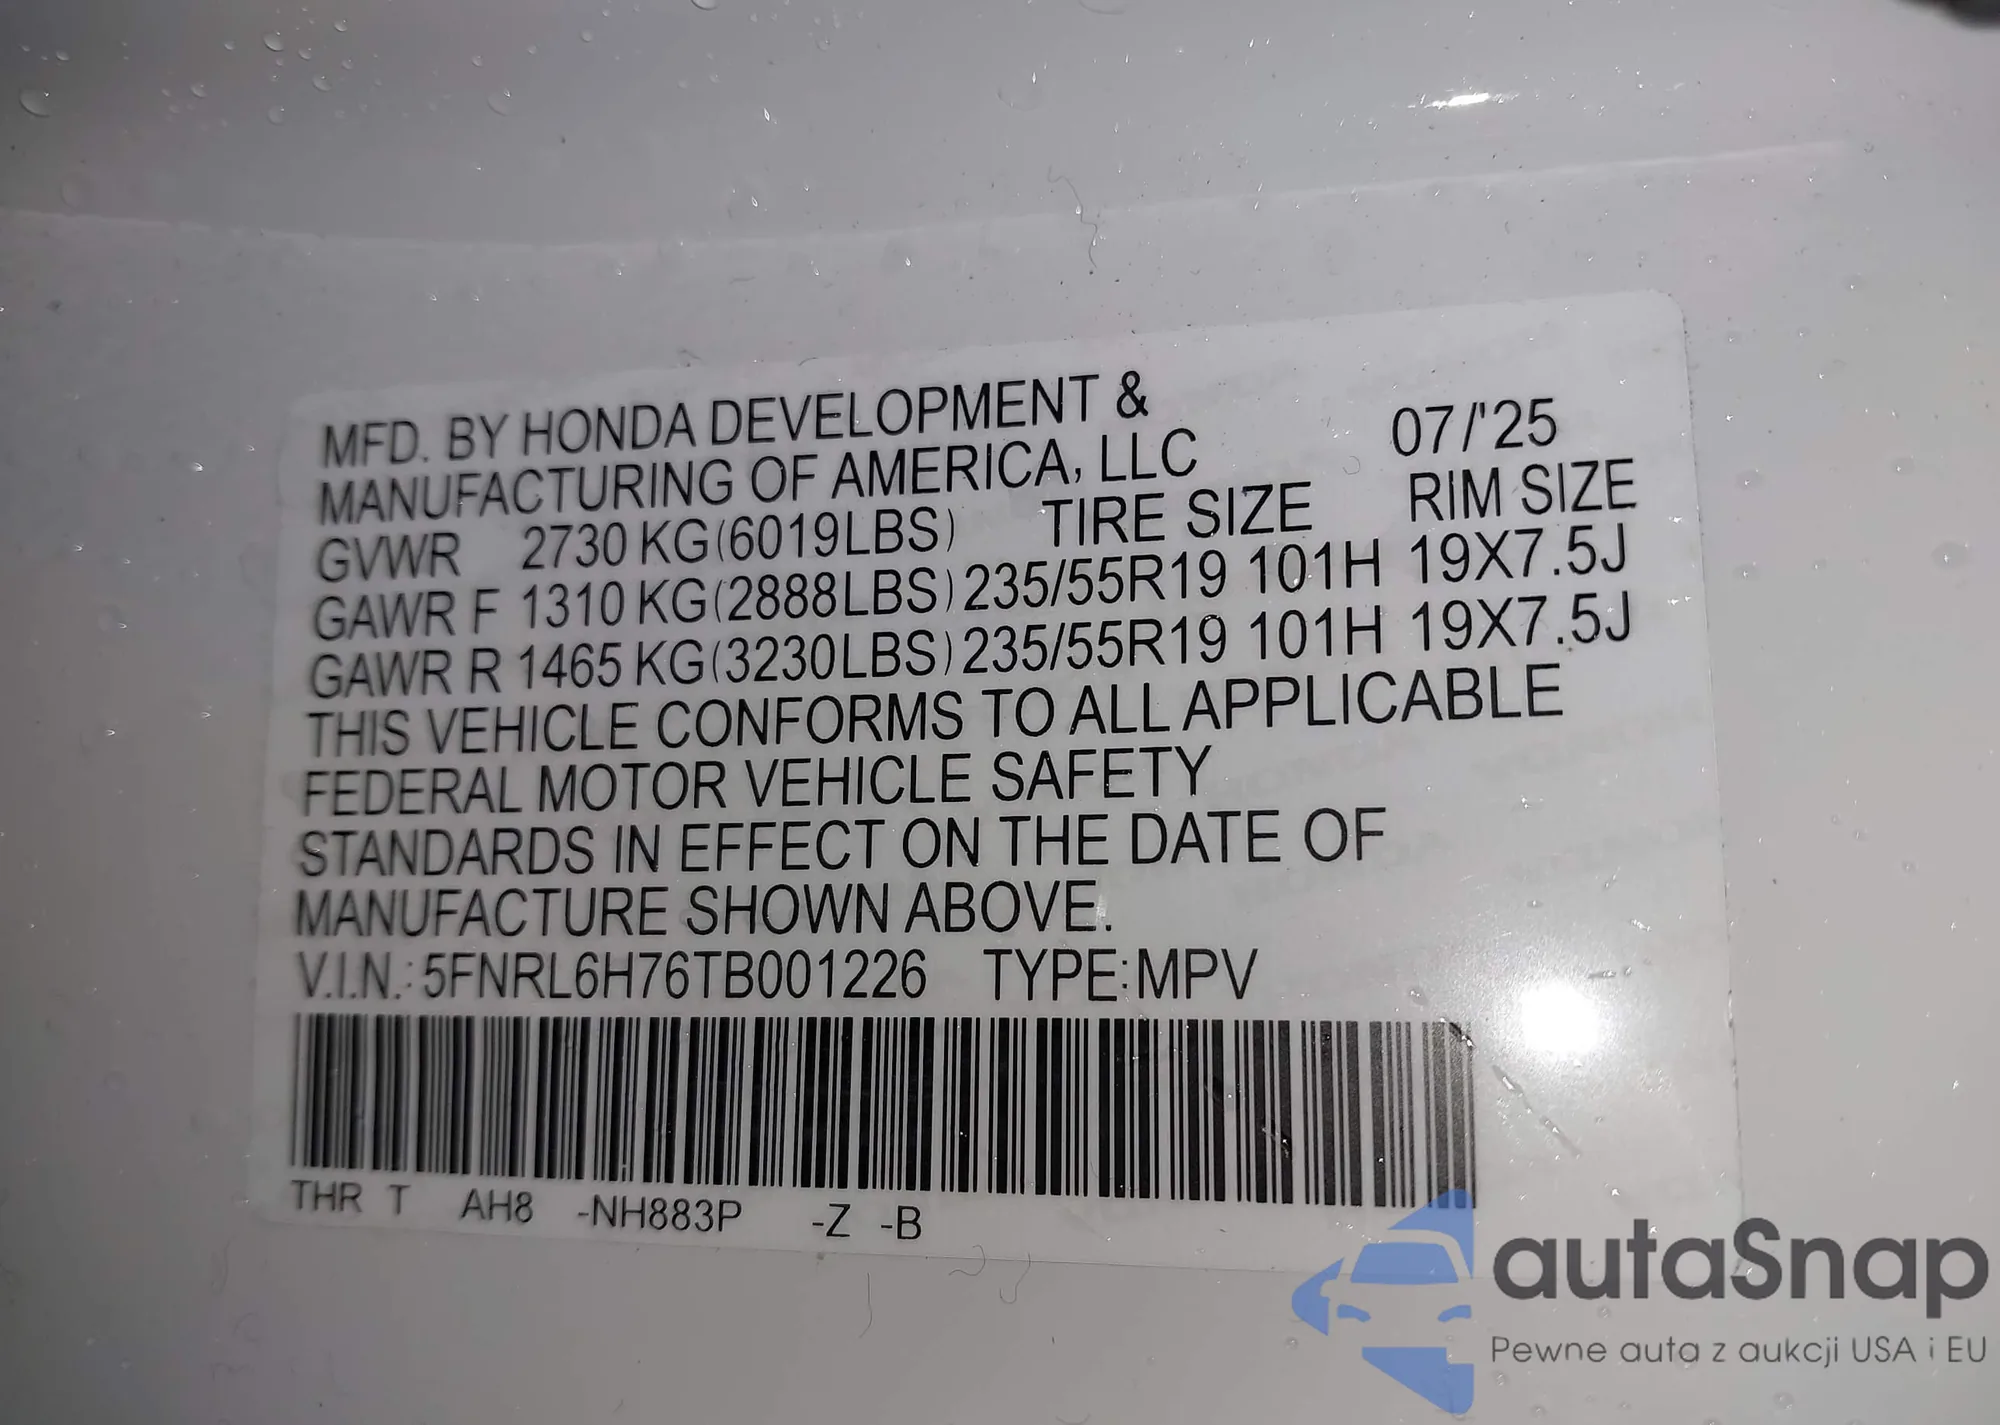 MFD. BY HONDA DEVELOPMENT &
MANUFACTURING OF AMERICA, LLC 07/'25
GVWR 2730 KG(6019LBS) TIRE SIZE RIM SIZE
GAWR F 1310 KG(2888LBS) 235/55R19 101H 19X7.5J
GAWR R 1465 KG(3230LBS) 235/55R19 101H 19X7.5J
THIS VEHICLE CONFORMS TO ALL APPLICABLE
FEDERAL MOTOR VEHICLE SAFETY
STANDARDS IN EFFECT ON THE DATE OF
MANUFACTURE SHOWN ABOVE.
V.I.N.: 5FNRL6H76TB001226 TYPE:MPV
THR T AH8 -NH883P -Z -B
autaSnap
Pewne auta z aukcji USA i EU